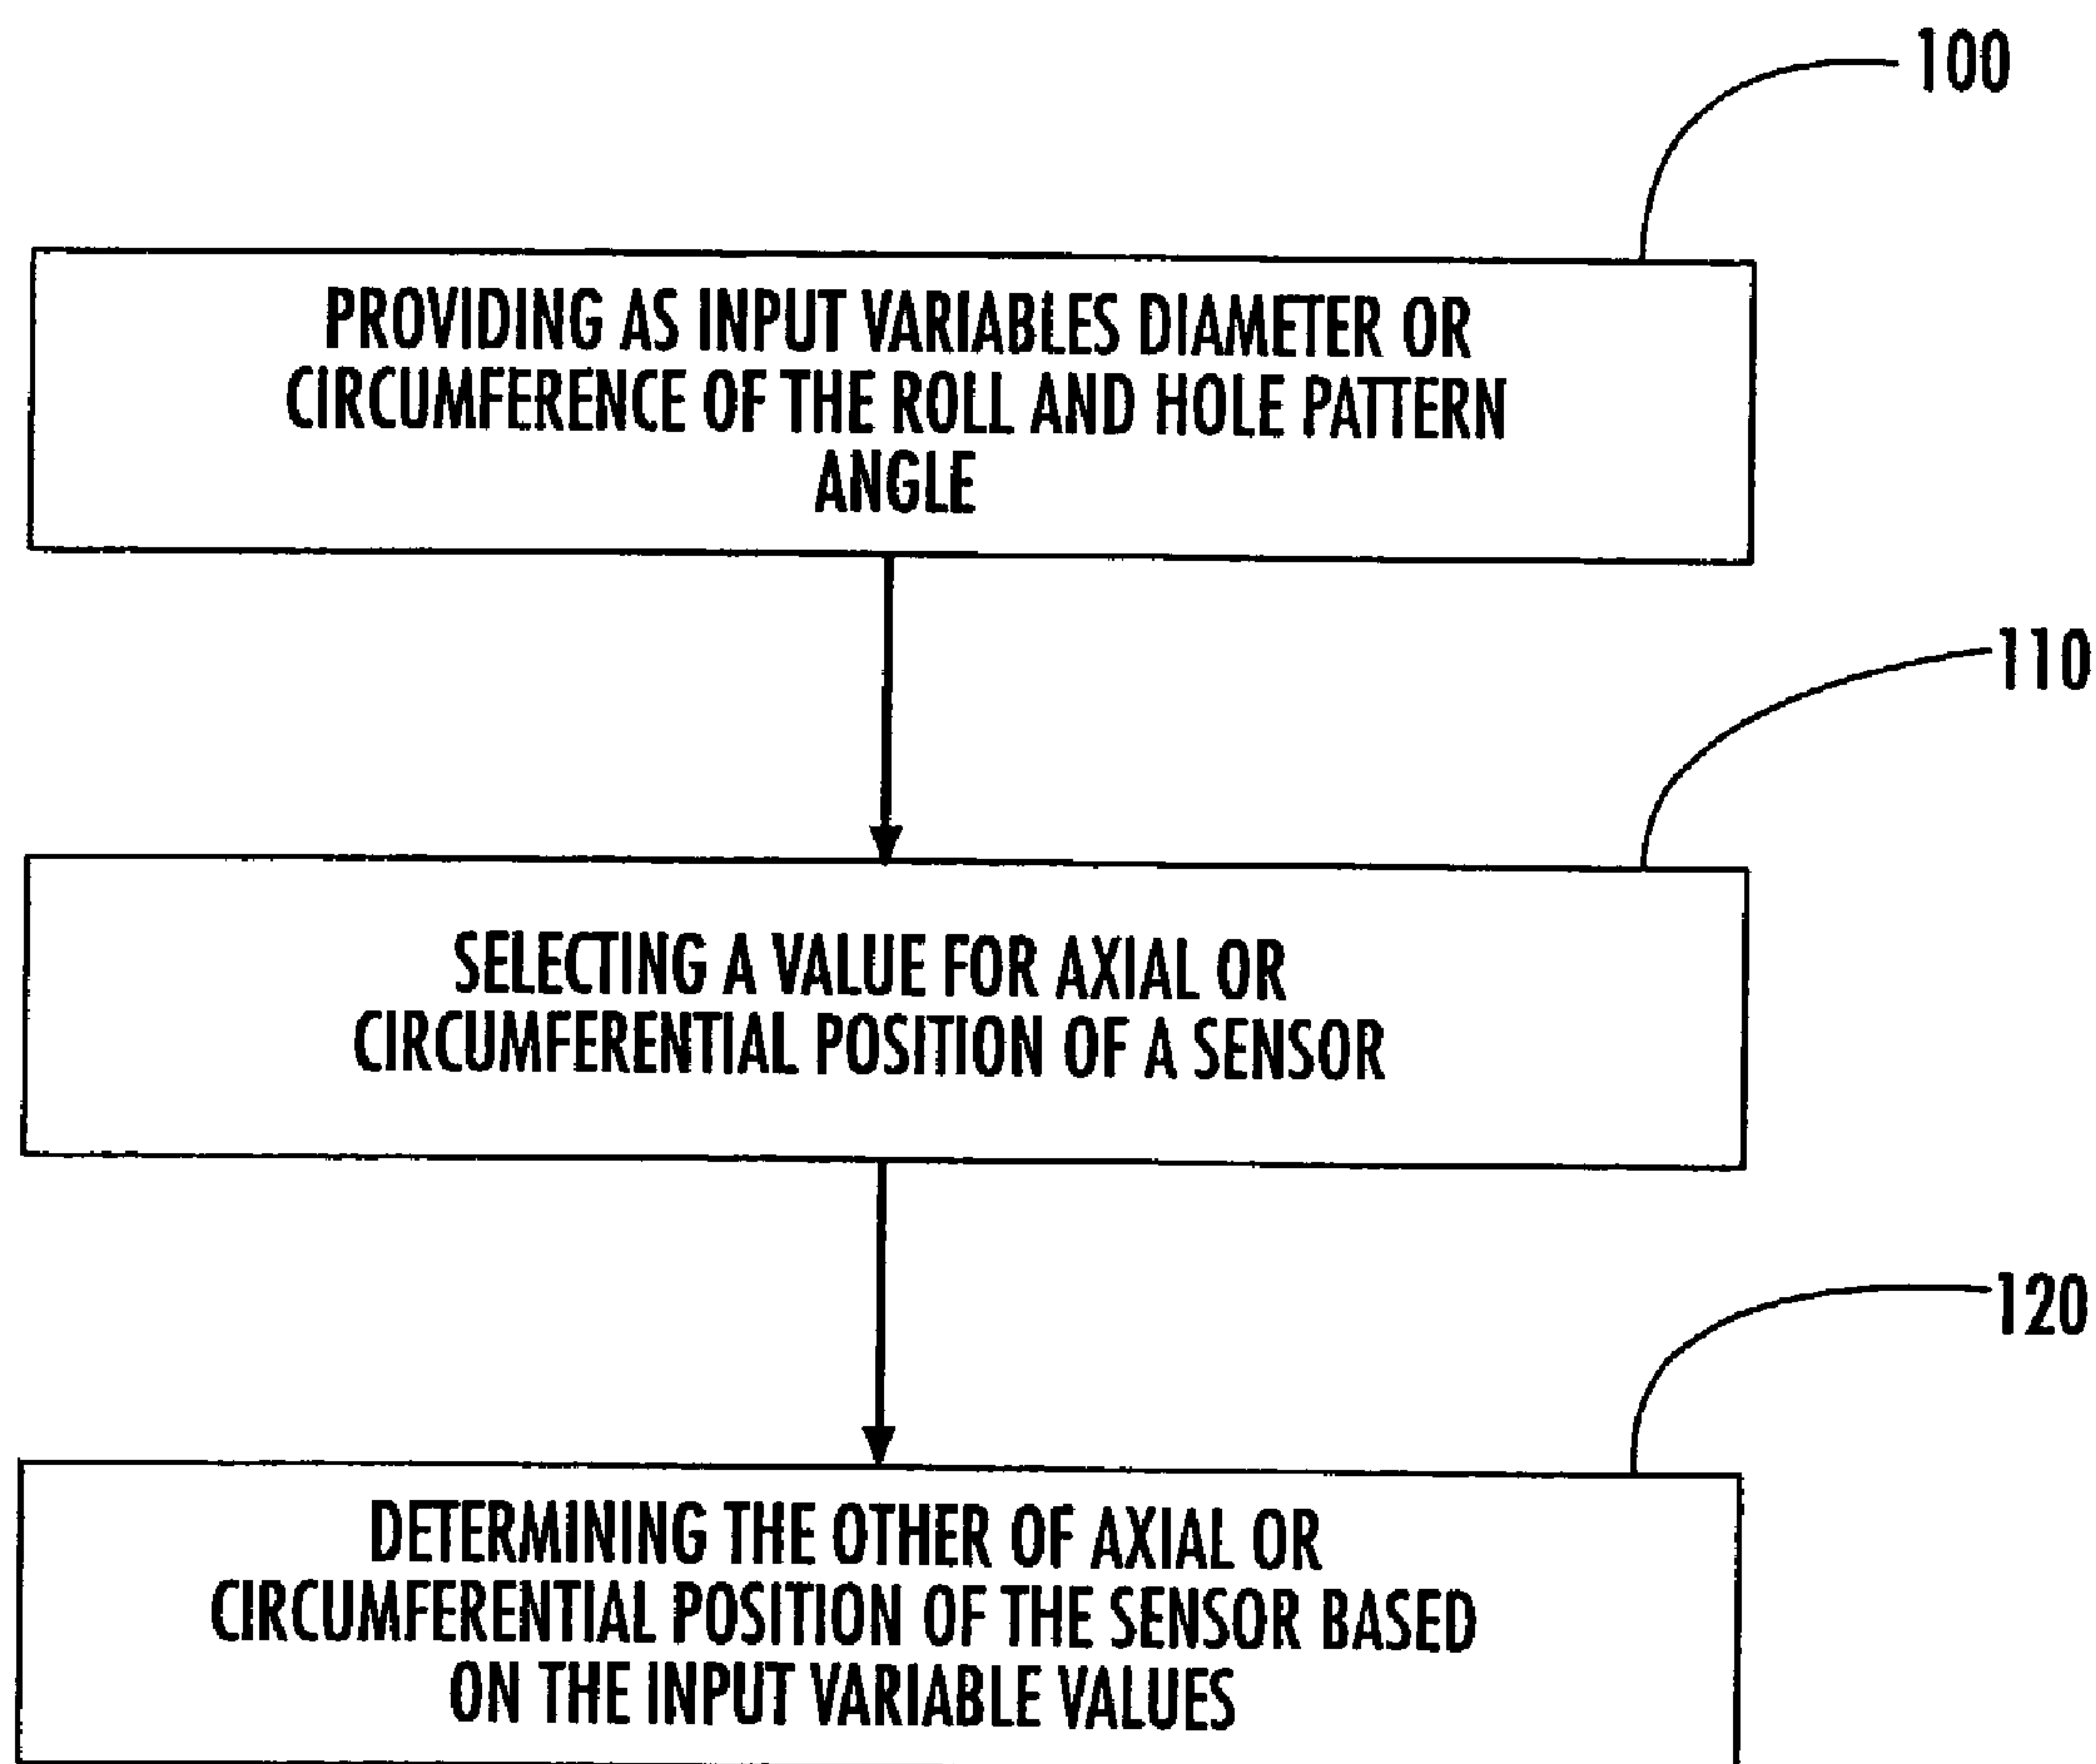 100
PROVIDING AS INPUT VARIABLES DIAMETER OR
CIRCUMFERENCE OF THE ROLL AND HOLE PATTERN
ANGLE
110
SELECTING A VALUE FOR AXIAL OR
CIRCUMFERENTIAL POSITION OF A SENSOR
120
DETERMINING THE OTHER OF AXIAL OR
CIRCUMFERENTIAL POSITION OF THE SENSOR BASED
ON THE INPUT VARIABLE VALUES